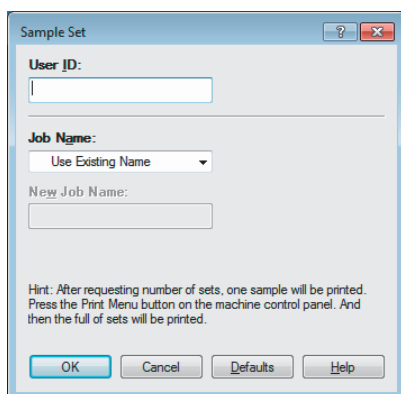 Sample Set
?
User ID:
Job Name:
Use Existing Name
New Job Name:
Hint: After requesting number of sets, one sample will be printed.
Press the Print Menu button on the machine control panel. And
then the full of sets will be printed.
OK Cancel Defaults Help